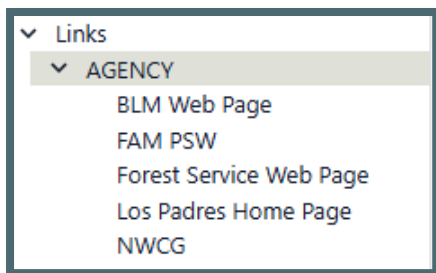 Links
AGENCY
BLM Web Page
FAM PSW
Forest Service Web Page
Los Padres Home Page
NWCG